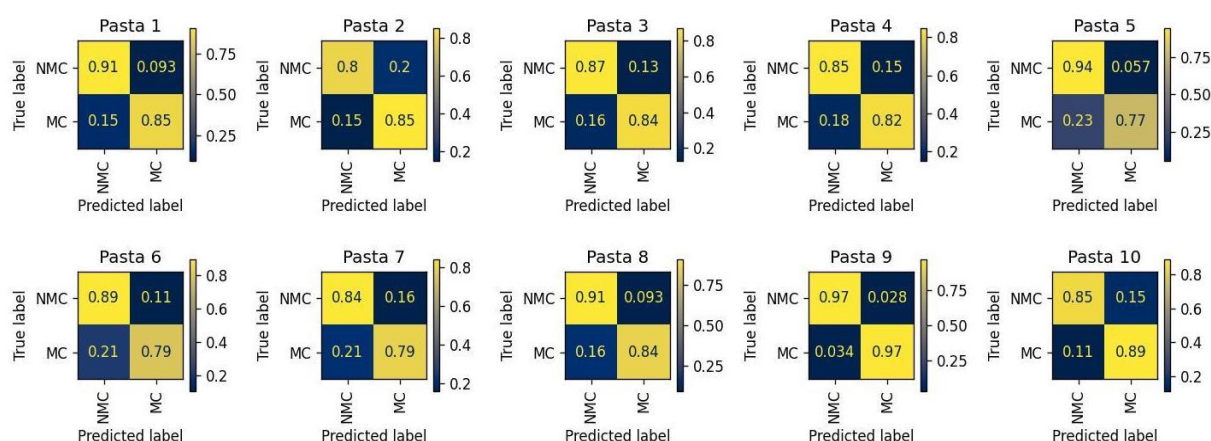 Pasta 1
True label
NMC
MC
0.91 0.093
0.15 0.85
NMC
MC
Predicted label
0.75
0.50
0.25
Pasta 2
True label
NMC
MC
0.8 0.2
0.15 0.85
NMC
MC
Predicted label
0.8
0.6
0.4
0.2
Pasta 3
True label
NMC
MC
0.87 0.13
0.16 0.84
NMC
MC
Predicted label
0.8
0.6
0.4
0.2
Pasta 4
True label
NMC
MC
0.85 0.15
0.18 0.82
NMC
MC
Predicted label
0.8
0.6
0.4
0.2
Pasta 5
True label
NMC
MC
0.94 0.057
0.23 0.77
NMC
MC
Predicted label
0.75
0.50
0.25
Pasta 6
True label
NMC
MC
0.89 0.11
0.21 0.79
NMC
MC
Predicted label
0.8
0.6
0.4
0.2
Pasta 7
True label
NMC
MC
0.84 0.16
0.21 0.79
NMC
MC
Predicted label
0.8
0.6
0.4
0.2
Pasta 8
True label
NMC
MC
0.91 0.093
0.16 0.84
NMC
MC
Predicted label
0.75
0.50
0.25
Pasta 9
True label
NMC
MC
0.97 0.028
0.034 0.97
NMC
MC
Predicted label
0.75
0.50
0.25
Pasta 10
True label
NMC
MC
0.85 0.15
0.11 0.89
NMC
MC
Predicted label
0.8
0.6
0.4
0.2